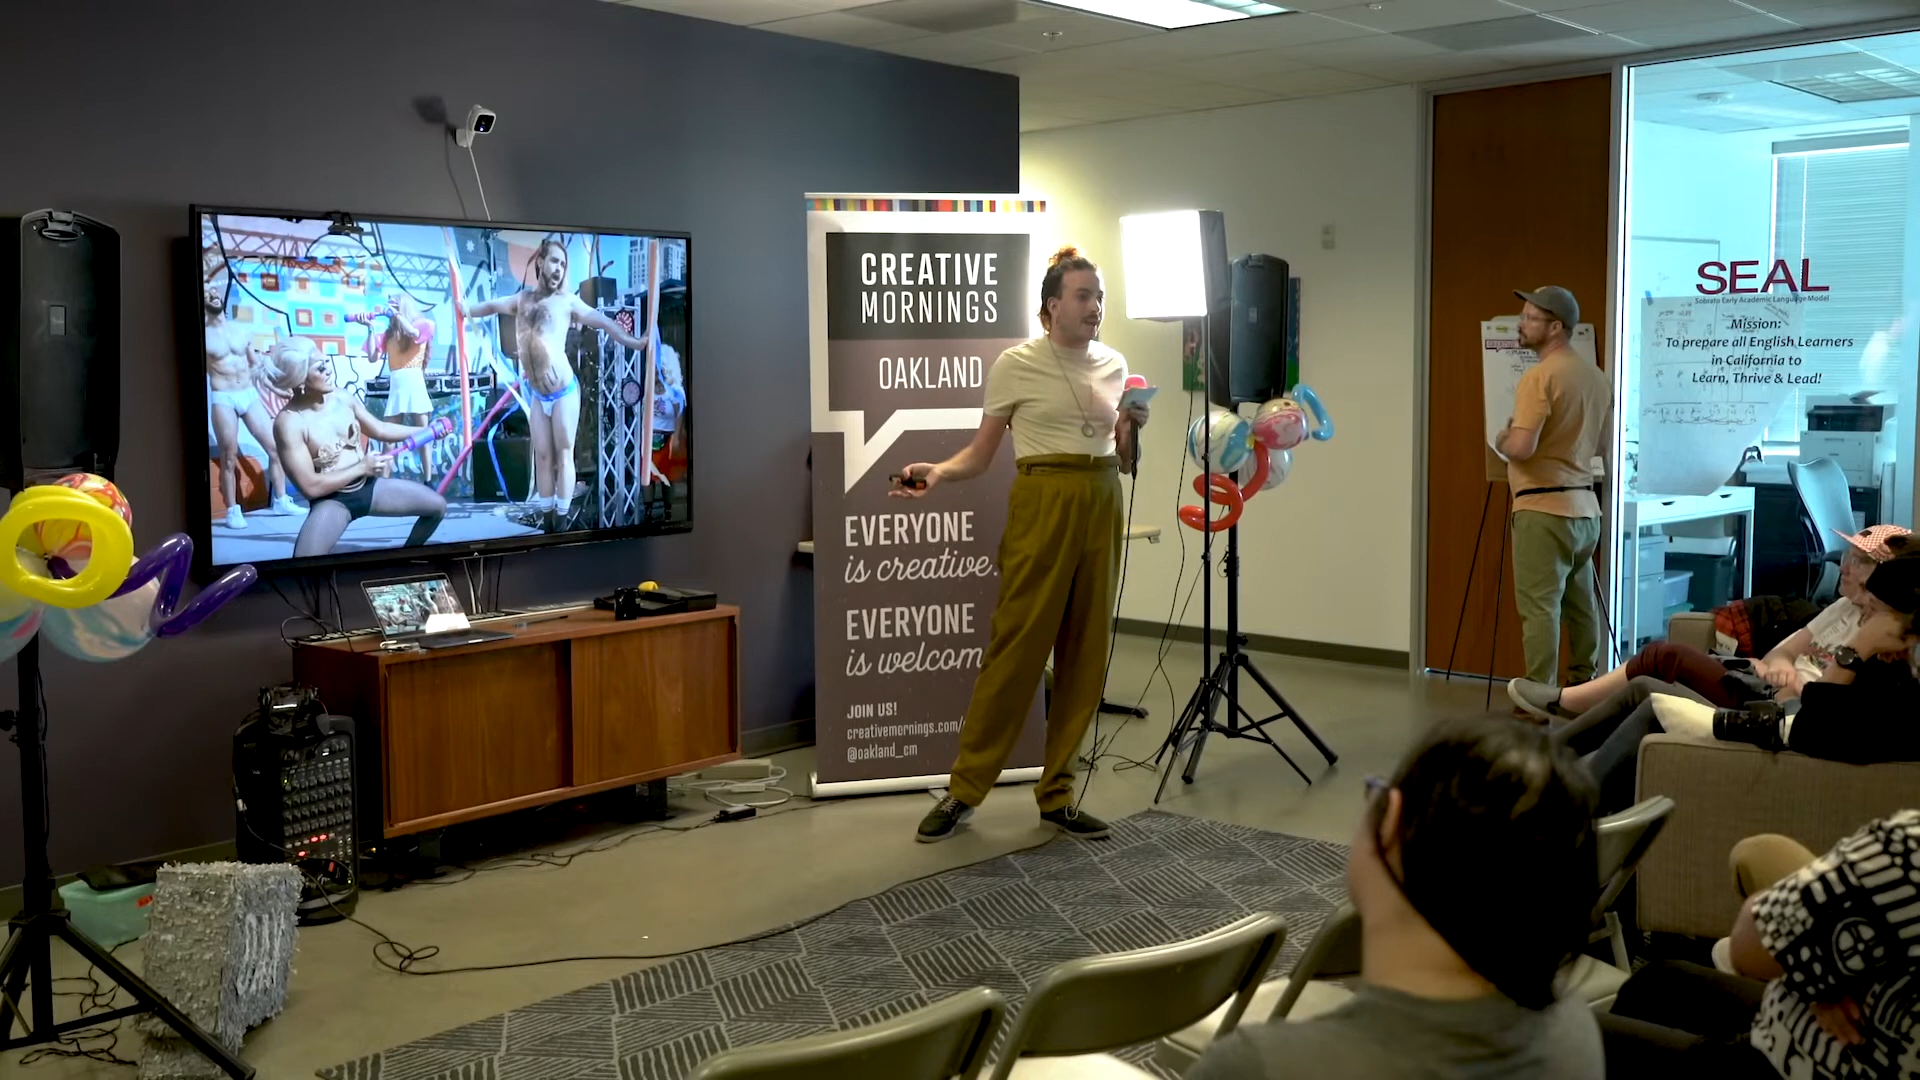 CREATIVE
MORNINGS
OAKLAND
EVERYONE
is creative.
EVERYONE
is welcom
JOIN US!
creativemornings.com/
@oakland_cm
SEAL
Sobrato Early Academic Language Model
Mission:
To prepare all English Learners
in California to
Learn, Thrive & Lead!